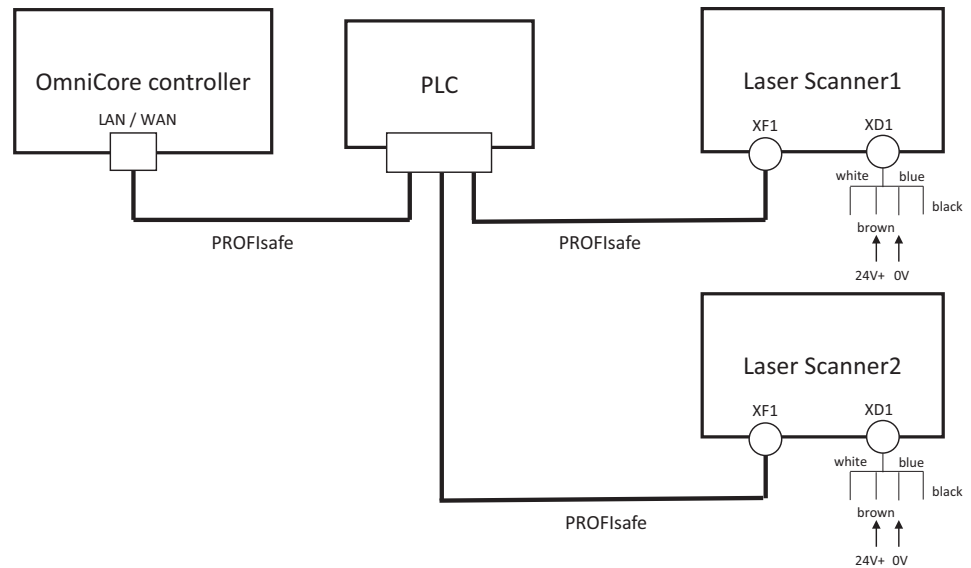 OmniCore controller
LAN / WAN
PLC
Laser Scanner1
XF1
XD1
white
blue
black
brown
24V+ 0V
PROFIsafe
PROFIsafe
Laser Scanner2
XF1
XD1
white
blue
black
brown
24V+ 0V
PROFIsafe